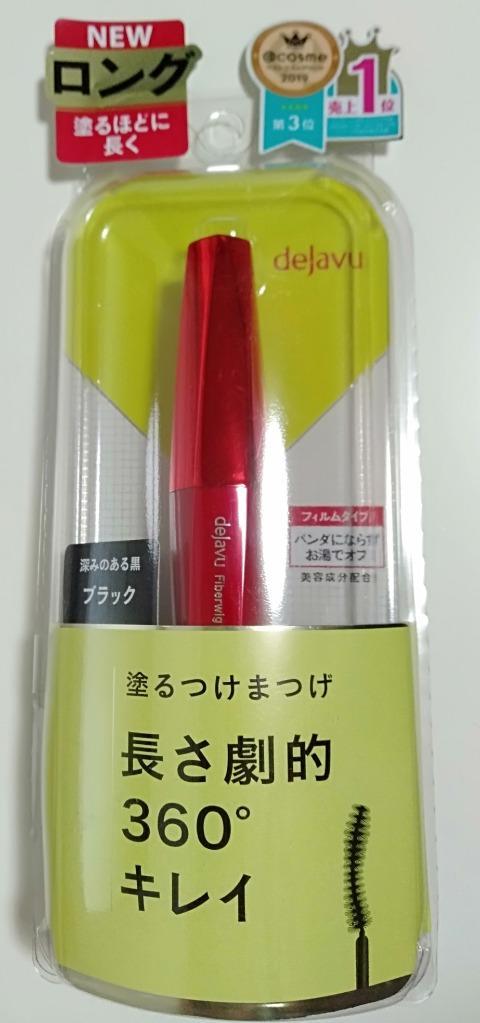 NEW
ロング
塗るほどに
長く
@cosme
2019
第3位
売上1位
dejavu
dejavu Fiberwig
フィルムタイプ
パンダにならず
お湯でオフ
美容成分配合
深みのある黒
ブラック
塗るつけまつげ
長さ劇的
360°
キレイ